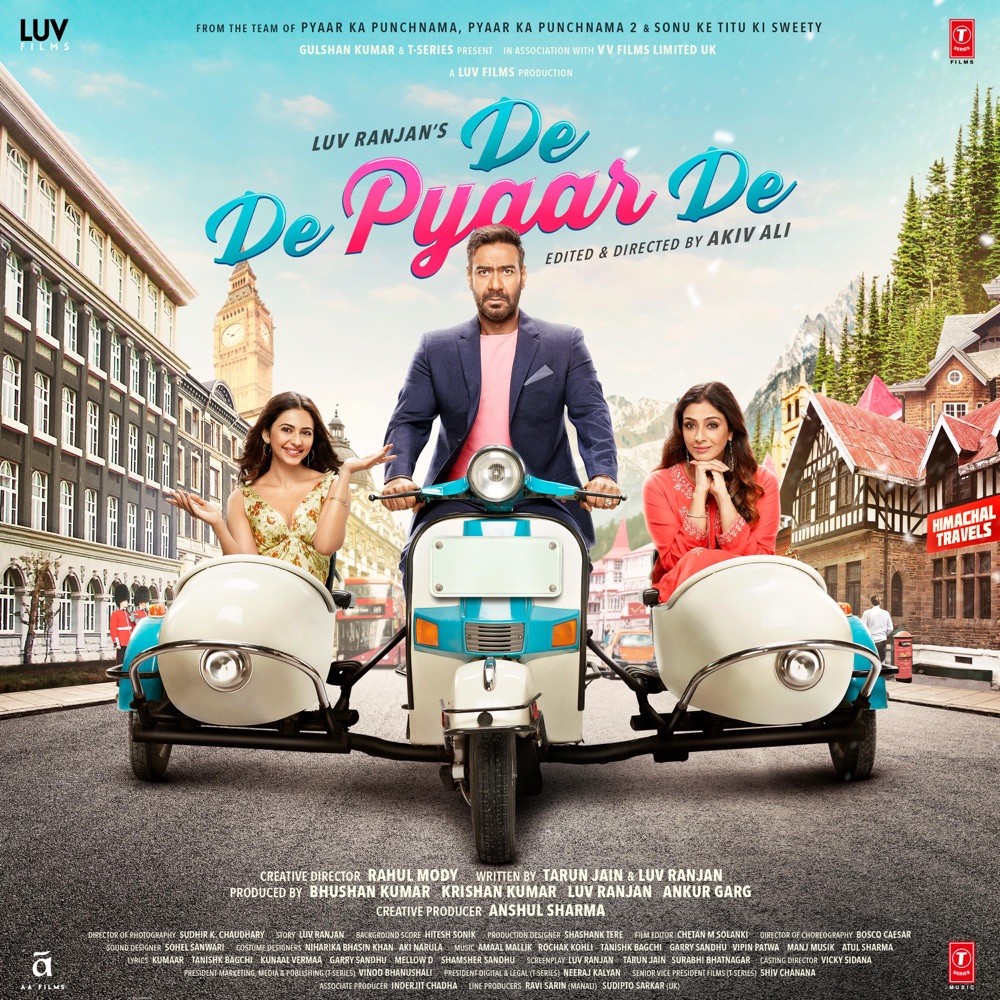 LUV
FILMS
FROM THE TEAM OF PYAAR KA PUNCHNAMA, PYAAR KA PUNCHNAMA 2 & SONU KE TITU KI SWEETY
GULSHAN KUMAR & T-SERIES PRESENT IN ASSOCIATION WITH V V FILMS LIMITED UK
A LUV FILMS PRODUCTION
T
SERIES
FILMS
LUV RANJAN'S
De
De Pyaar De
EDITED & DIRECTED BY AKIV ALI
HIMACHAL
TRAVELS
CREATIVE DIRECTOR RAHUL MODY WRITTEN BY TARUN JAIN & LUV RANJAN
PRODUCED BY BHUSHAN KUMAR KRISHAN KUMAR LUV RANJAN ANKUR GARG
CREATIVE PRODUCER ANSHUL SHARMA
DIRECTOR OF PHOTOGRAPHY SUDHIR K. CHAUDHARY STORY LUV RANJAN BACKGROUND SCORE HITESH SONIK PRODUCTION DESIGNER SHASHANK TERE FILM EDITOR CHETAN M SOLANKI DIRECTOR OF CHOREOGRAPHY BOSCO CAESAR
SOUND DESIGNER SOHEL SANWARI COSTUME DESIGNERS NIHARIKA BHASIN KHAN AKI NARULA MUSIC AMAAL MALLIK ROCHAK KOHLI TANISHK BAGCHI GARRY SANDHU VIPIN PATWA MANJ MUSIK ATUL SHARMA
LYRICS KUMAAR TANISHK BAGCHI KUNAAL VERMAA GARRY SANDHU MELLOW D SHAMSHER SANDHU SCREENPLAY LUV RANJAN TARUN JAIN SURABHI BHATNAGAR CASTING DIRECTOR VICKY SIDANA
PRESIDENT-MARKETING, MEDIA & PUBLISHING (T-SERIES) VINOD BHANUSHALI PRESIDENT-DIGITAL & LEGAL (T-SERIES) NEERAJ KALYAN SENIOR VICE PRESIDENT FILMS (T-SERIES) SHIV CHANANA
ASSOCIATE PRODUCER INDERJIT CHADHA LINE PRODUCERS RAVI SARIN (MANALI) SUDIPTO SARKAR (UK)
ā
AA FILMS
T
SERIES
MUSIC